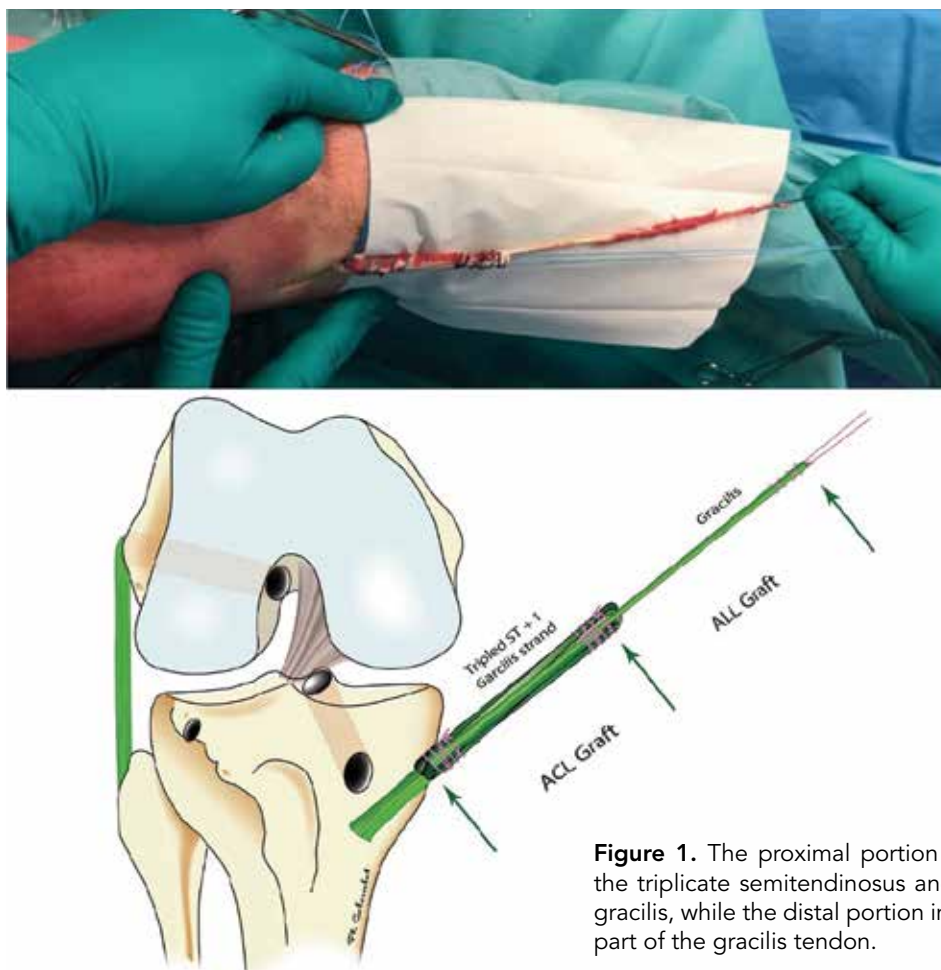 Gracilis
Tripled ST + 1
Garcilis strand
ALL Graft
ACL Graft
Figure 1. The proximal portion
the triplicate semitendinosus an
gracilis, while the distal portion in
part of the gracilis tendon.